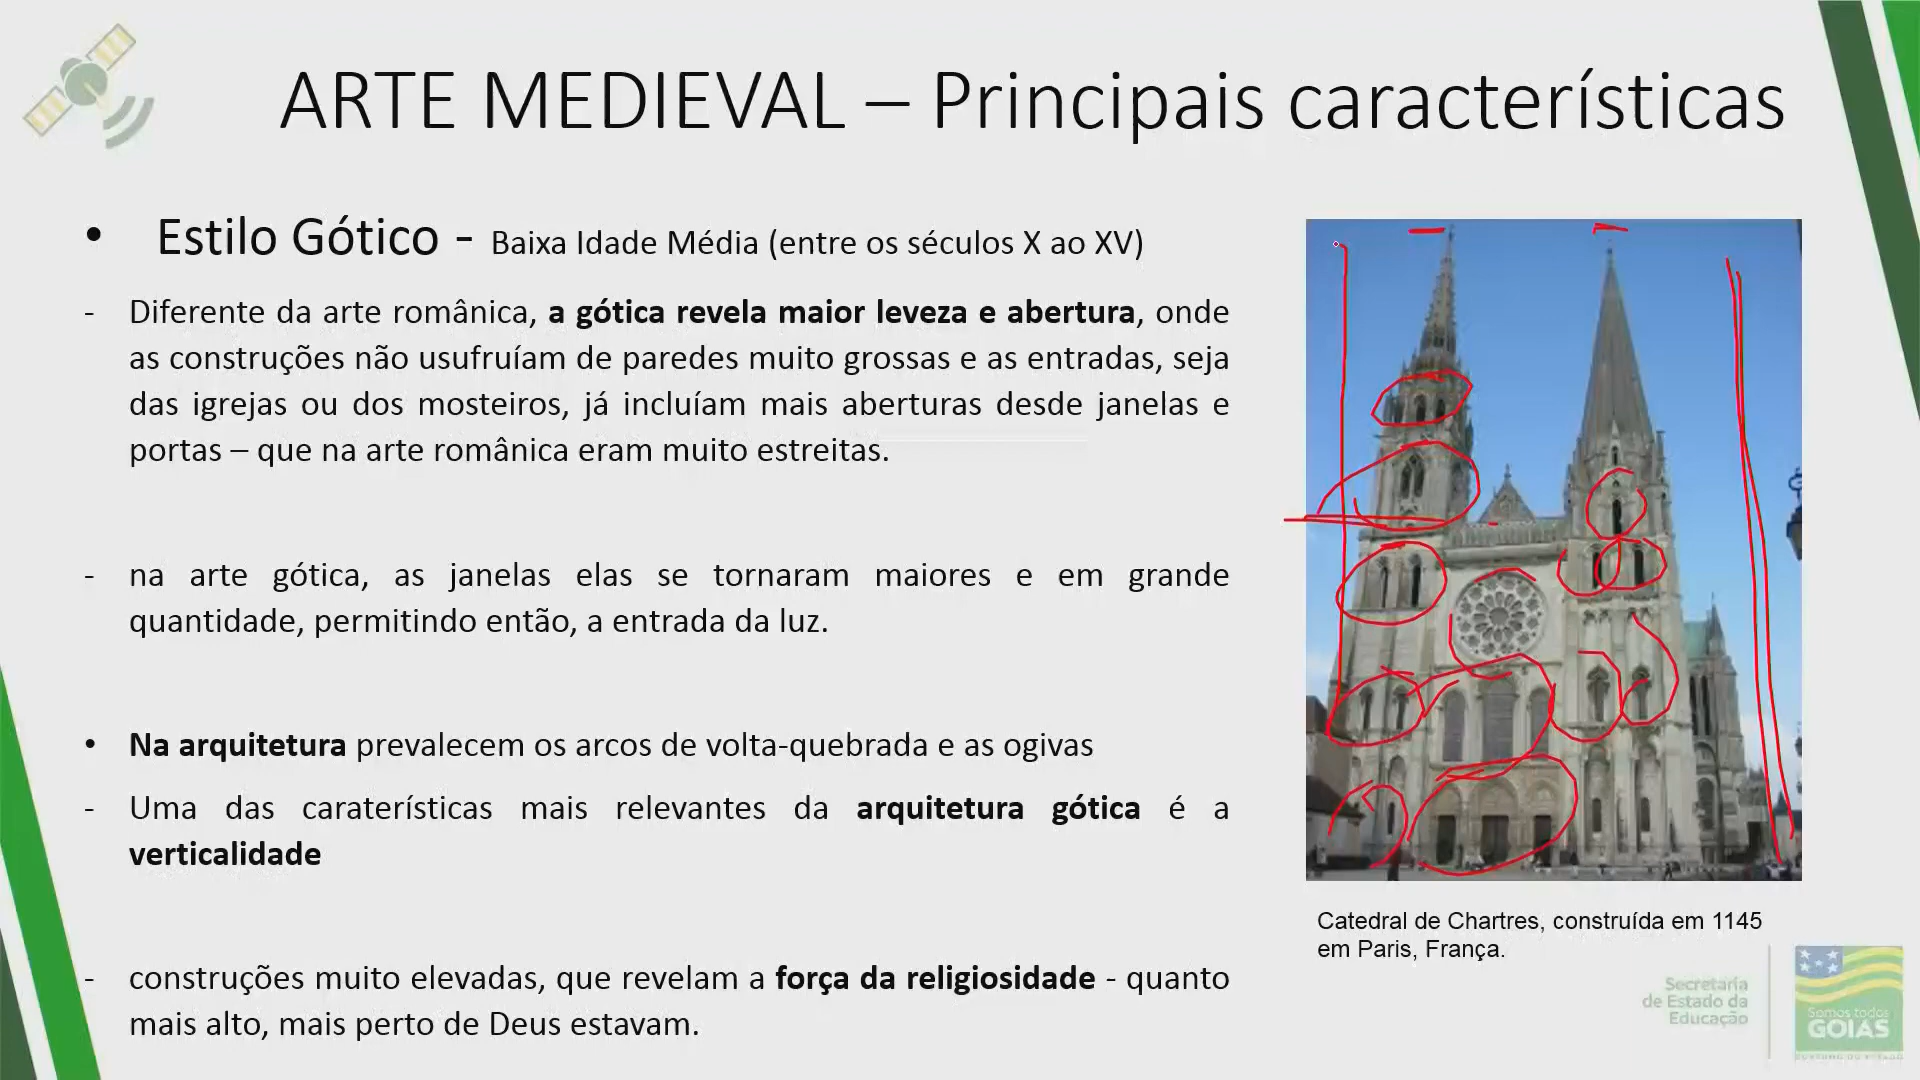 ARTE MEDIEVAL – Principais características
• Estilo Gótico - Baixa Idade Média (entre os séculos X ao XV)
- Diferente da arte românica, a gótica revela maior leveza e abertura, onde
as construções não usufruíam de paredes muito grossas e as entradas, seja
das igrejas ou dos mosteiros, já incluíam mais aberturas desde janelas e
portas – que na arte românica eram muito estreitas.
- na arte gótica, as janelas elas se tornaram maiores e em grande
quantidade, permitindo então, a entrada da luz.
• Na arquitetura prevalecem os arcos de volta-quebrada e as ogivas
- Uma das caraterísticas mais relevantes da arquitetura gótica é a
verticalidade
- construções muito elevadas, que revelam a força da religiosidade - quanto
mais alto, mais perto de Deus estavam.
Catedral de Chartres, construída em 1145
em Paris, França.
Secretaria
de Estado da
Educação
Somos todos
GOIÁS
GOVERNO DO ESTADO